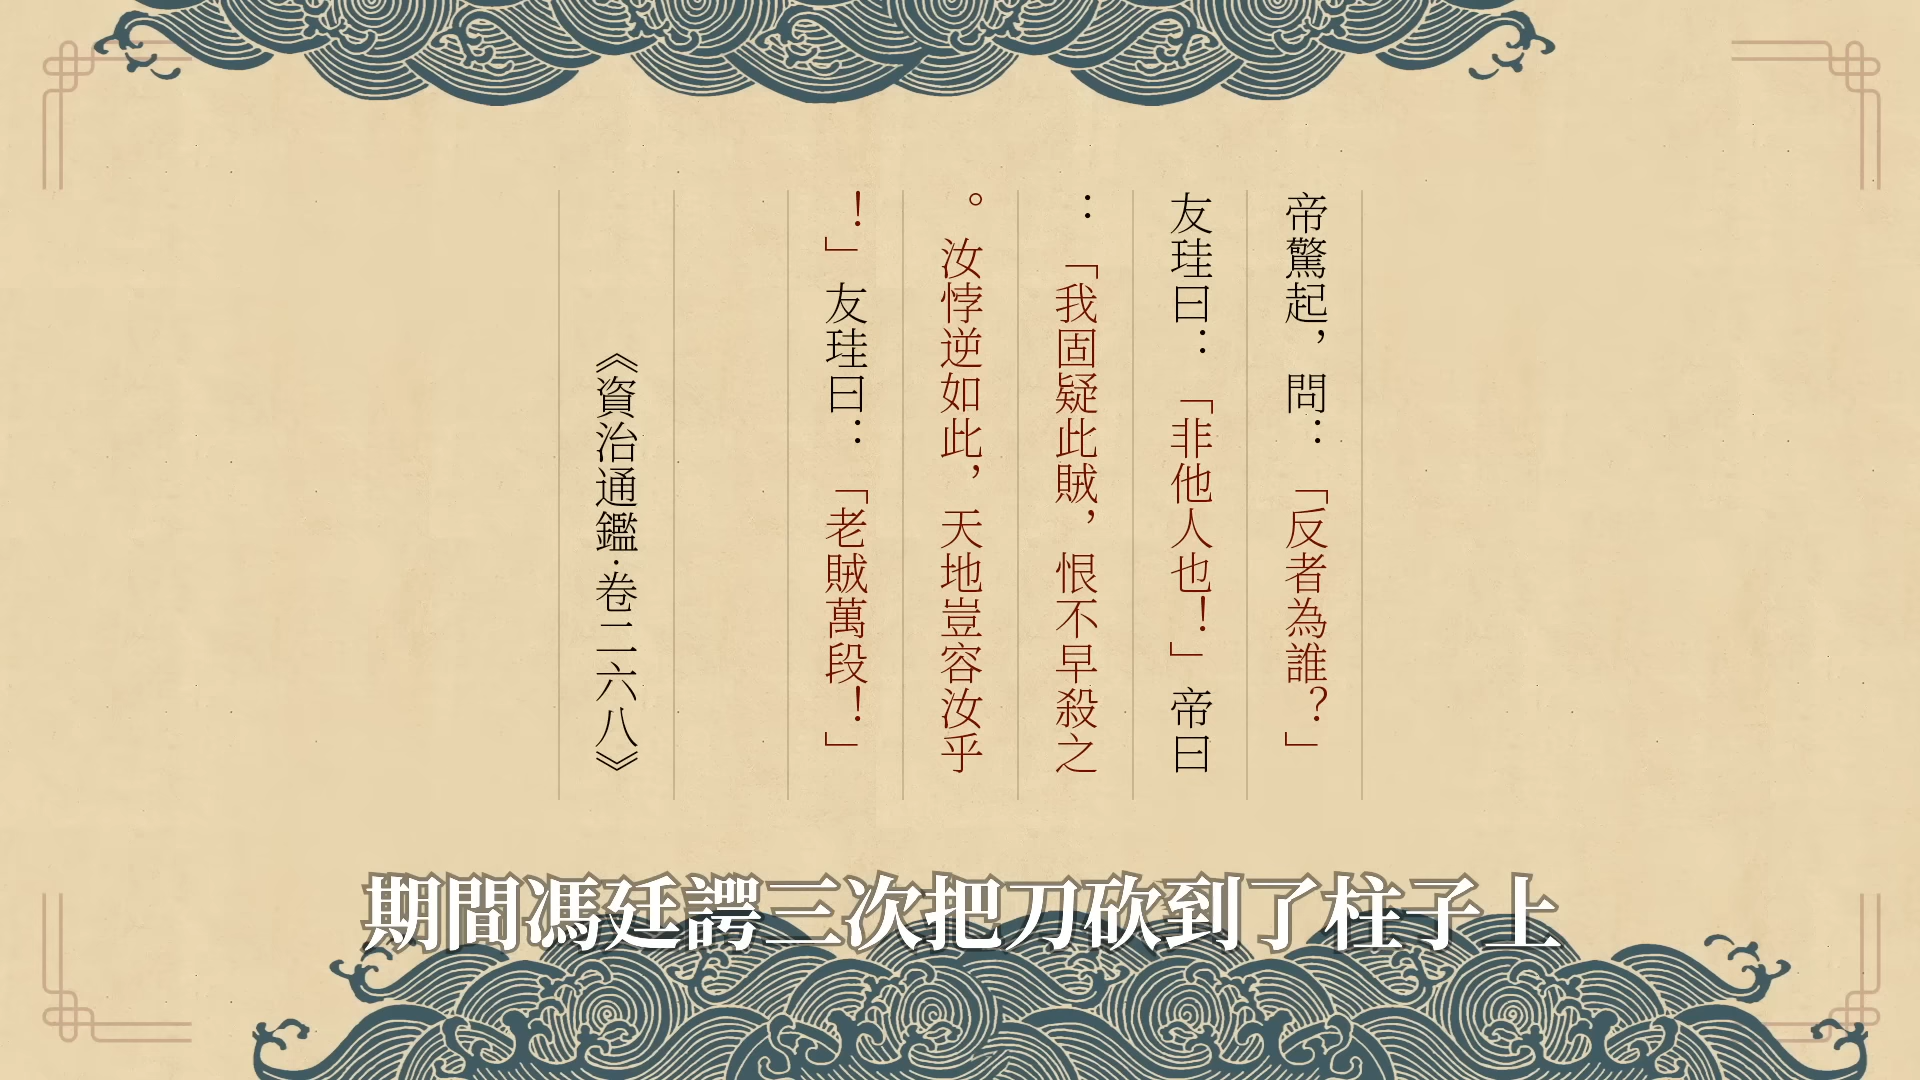 帝驚起，問：「反者為誰？」
友珪曰：「非他人也！」帝曰
：「我固疑此賊，恨不早殺之
。汝悖逆如此，天地豈容汝乎
！」友珪曰：「老賊萬段！」
《資治通鑑·卷二六八》
期間馮廷諤三次把刀砍到了柱子上